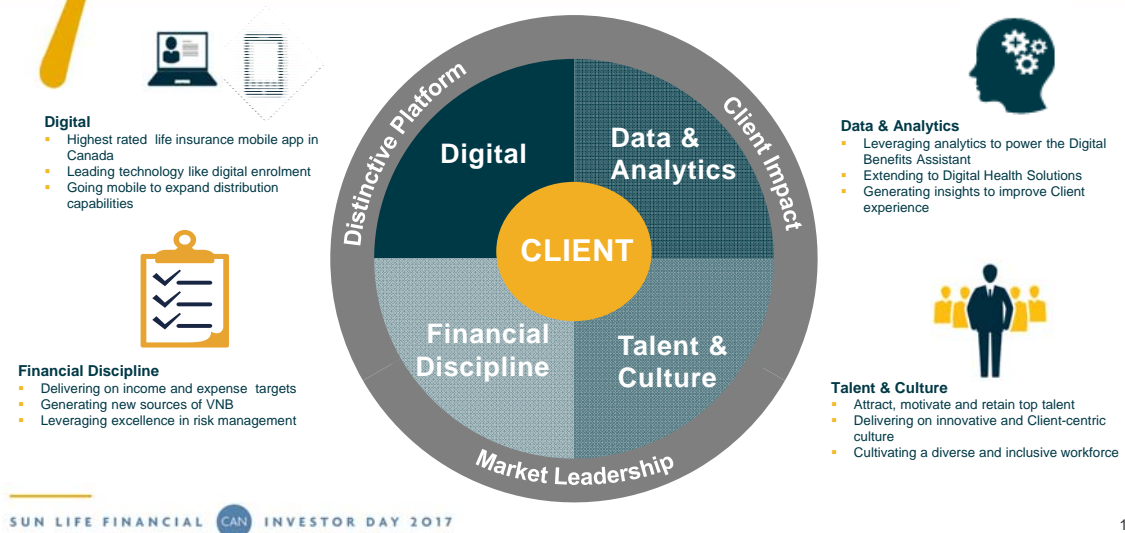 Digital
Highest rated  life insurance mobile app in
Canada
Leading technology like digital enrolment
Going mobile to expand distribution
capabilities
Financial Discipline
Delivering on income and expense  targets
Generating new sources of VNB
Leveraging excellence in risk management
Distinctive Platform
Client Impact
Market Leadership
Digital
Data &
Analytics
CLIENT
Financial
Discipline
Talent &
Culture
Data & Analytics
Leveraging analytics to power the Digital
Benefits Assistant
Extending to Digital Health Solutions
Generating insights to improve Client
experience
Talent & Culture
Attract, motivate and retain top talent
Delivering on innovative and Client-centric
culture
Cultivating a diverse and inclusive workforce
SUN LIFE FINANCIAL CAN INVESTOR DAY 2017
1